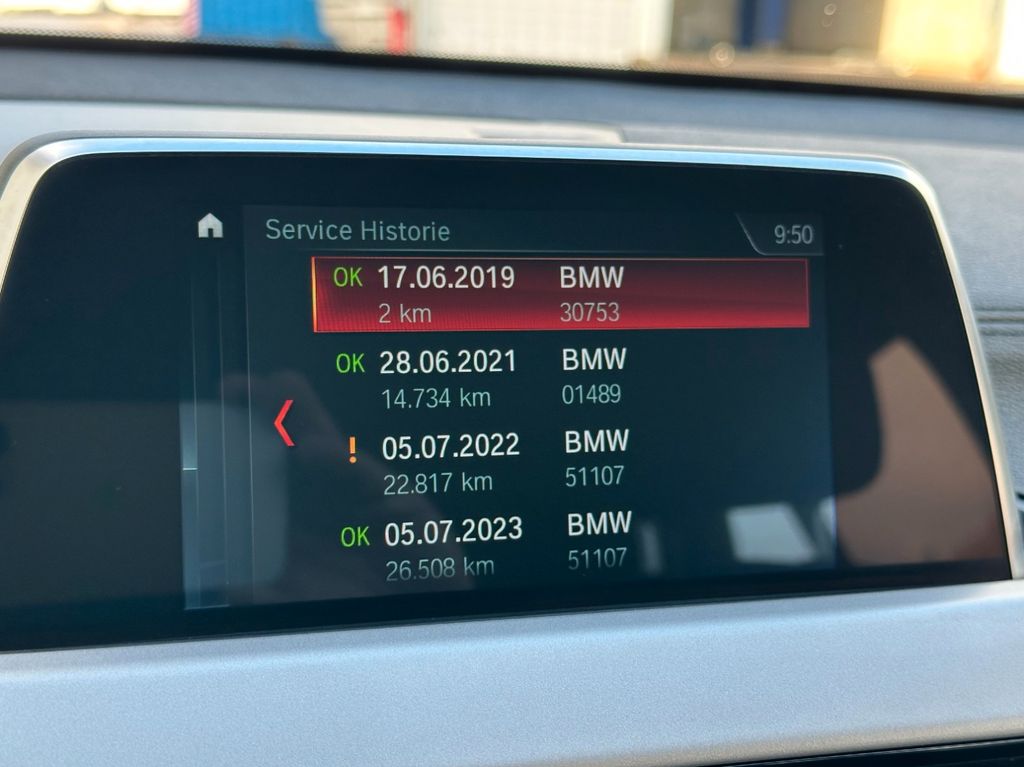 Service Historie 9:50
OK 17.06.2019 BMW
2 km 30753
OK 28.06.2021 BMW
14.734 km 01489
! 05.07.2022 BMW
22.817 km 51107
OK 05.07.2023 BMW
26.508 km 51107